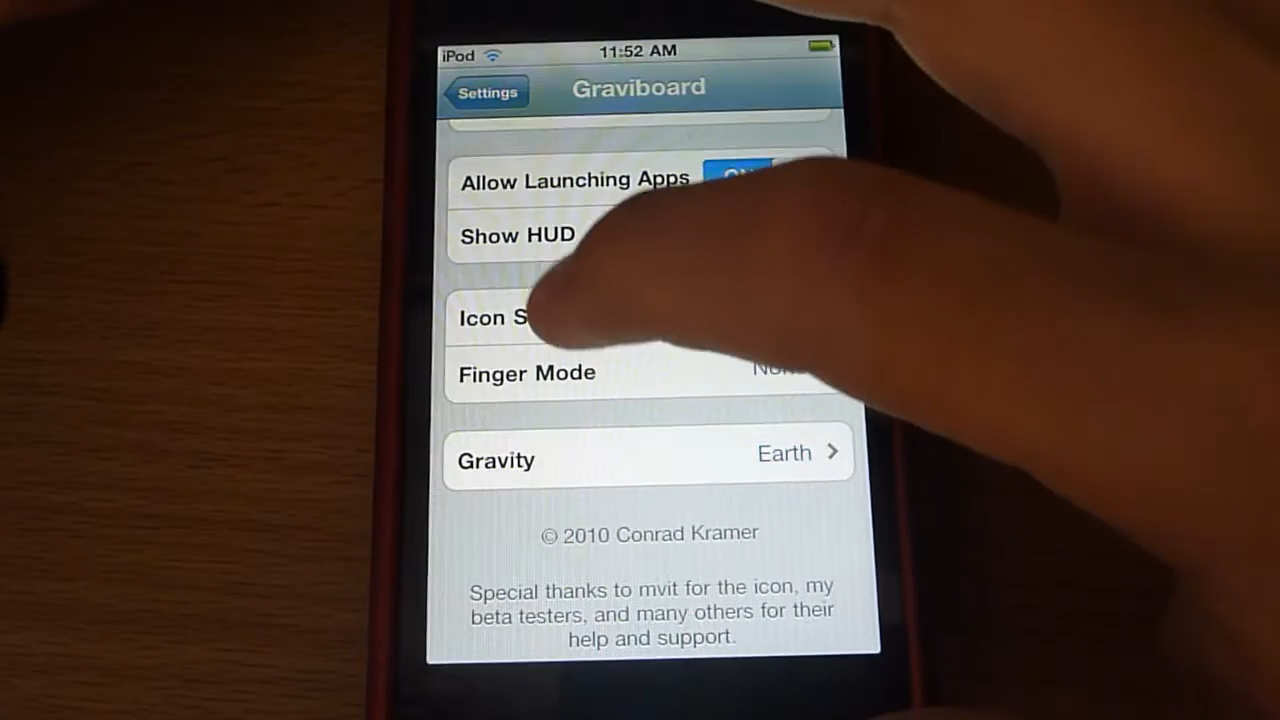 iPod 11:52 AM
Settings Graviboard
Allow Launching Apps
Show HUD
Icon
Finger Mode
Gravity Earth
© 2010 Conrad Kramer
Special thanks to mvit for the icon, my
beta testers, and many others for their
help and support.